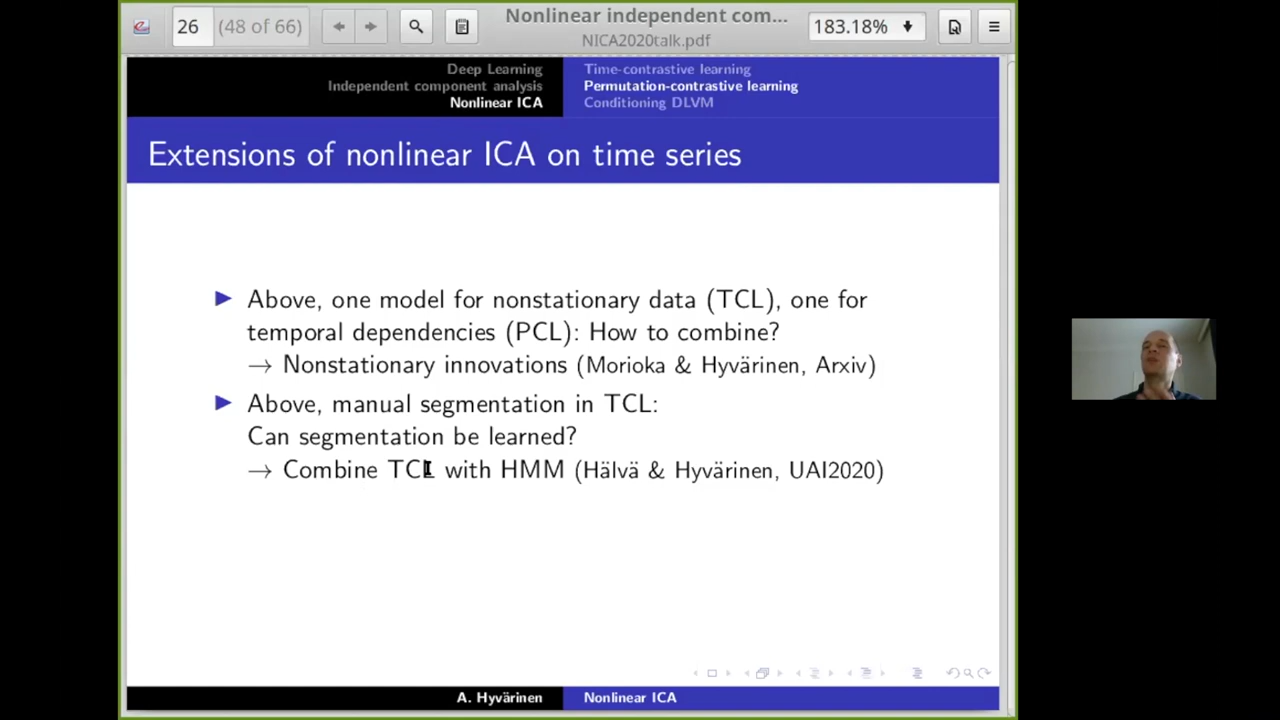 26 (48 of 66) Nonlinear independent com... 183.18%
NICA2020talk.pdf
Deep Learning
Independent component analysis
Nonlinear ICA
Time-contrastive learning
Permutation-contrastive learning
Conditioning DLVM
Extensions of nonlinear ICA on time series
Above, one model for nonstationary data (TCL), one for
temporal dependencies (PCL): How to combine?
→ Nonstationary innovations (Morioka & Hyvärinen, Arxiv)
Above, manual segmentation in TCL:
Can segmentation be learned?
→ Combine TCL with HMM (Hälvä & Hyvärinen, UAI2020)
A. Hyvärinen Nonlinear ICA